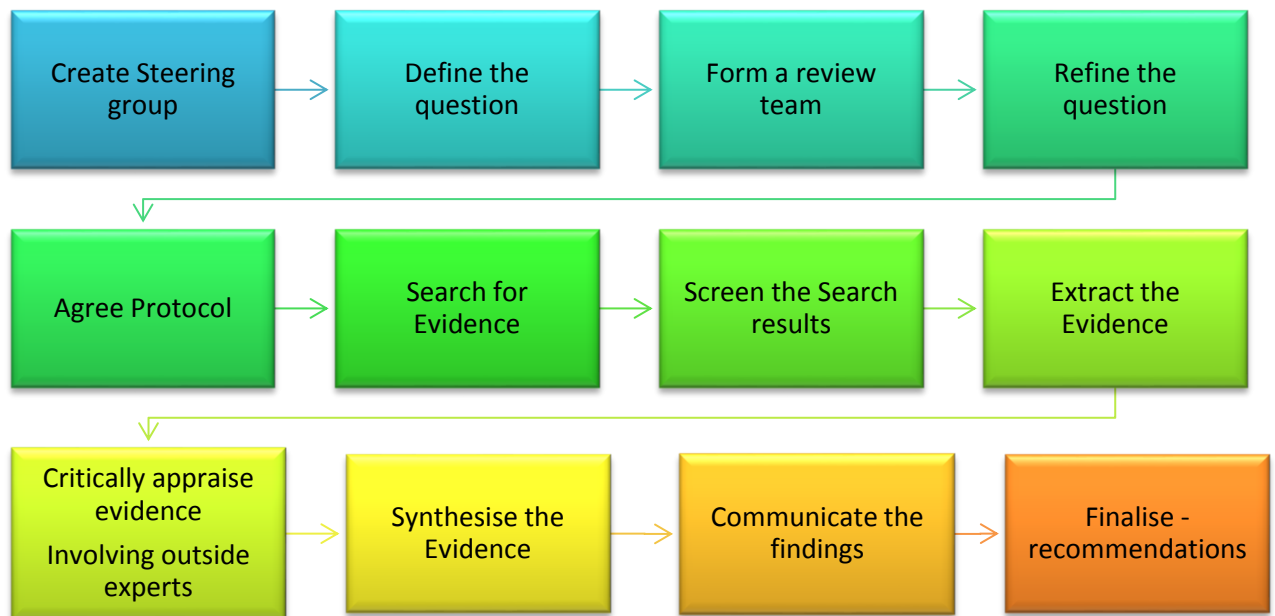 Create Steering
group
Define the
question
Form a review
team
Refine the
question
Agree Protocol
Search for
Evidence
Screen the Search
results
Extract the
Evidence
Critically appraise
evidence
Involving outside
experts
Synthesise the
Evidence
Communicate the
findings
Finalise -
recommendations